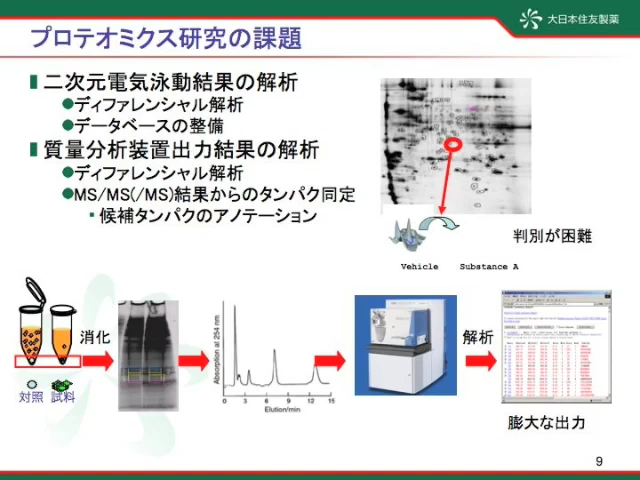 大日本住友製薬
プロテオミクス研究の課題
二次元電気泳動結果の解析
ディファレンシャル解析
データベースの整備
質量分析装置出力結果の解析
ディファレンシャル解析
MS/MS(/MS)結果からのタンパク同定
候補タンパクのアノテーション
判別が困難
Vehicle Substance A
消化
対照 試料
Absorption at 254 nm
0 3 6 9 12 15
Elution/min
解析
膨大な出力
9